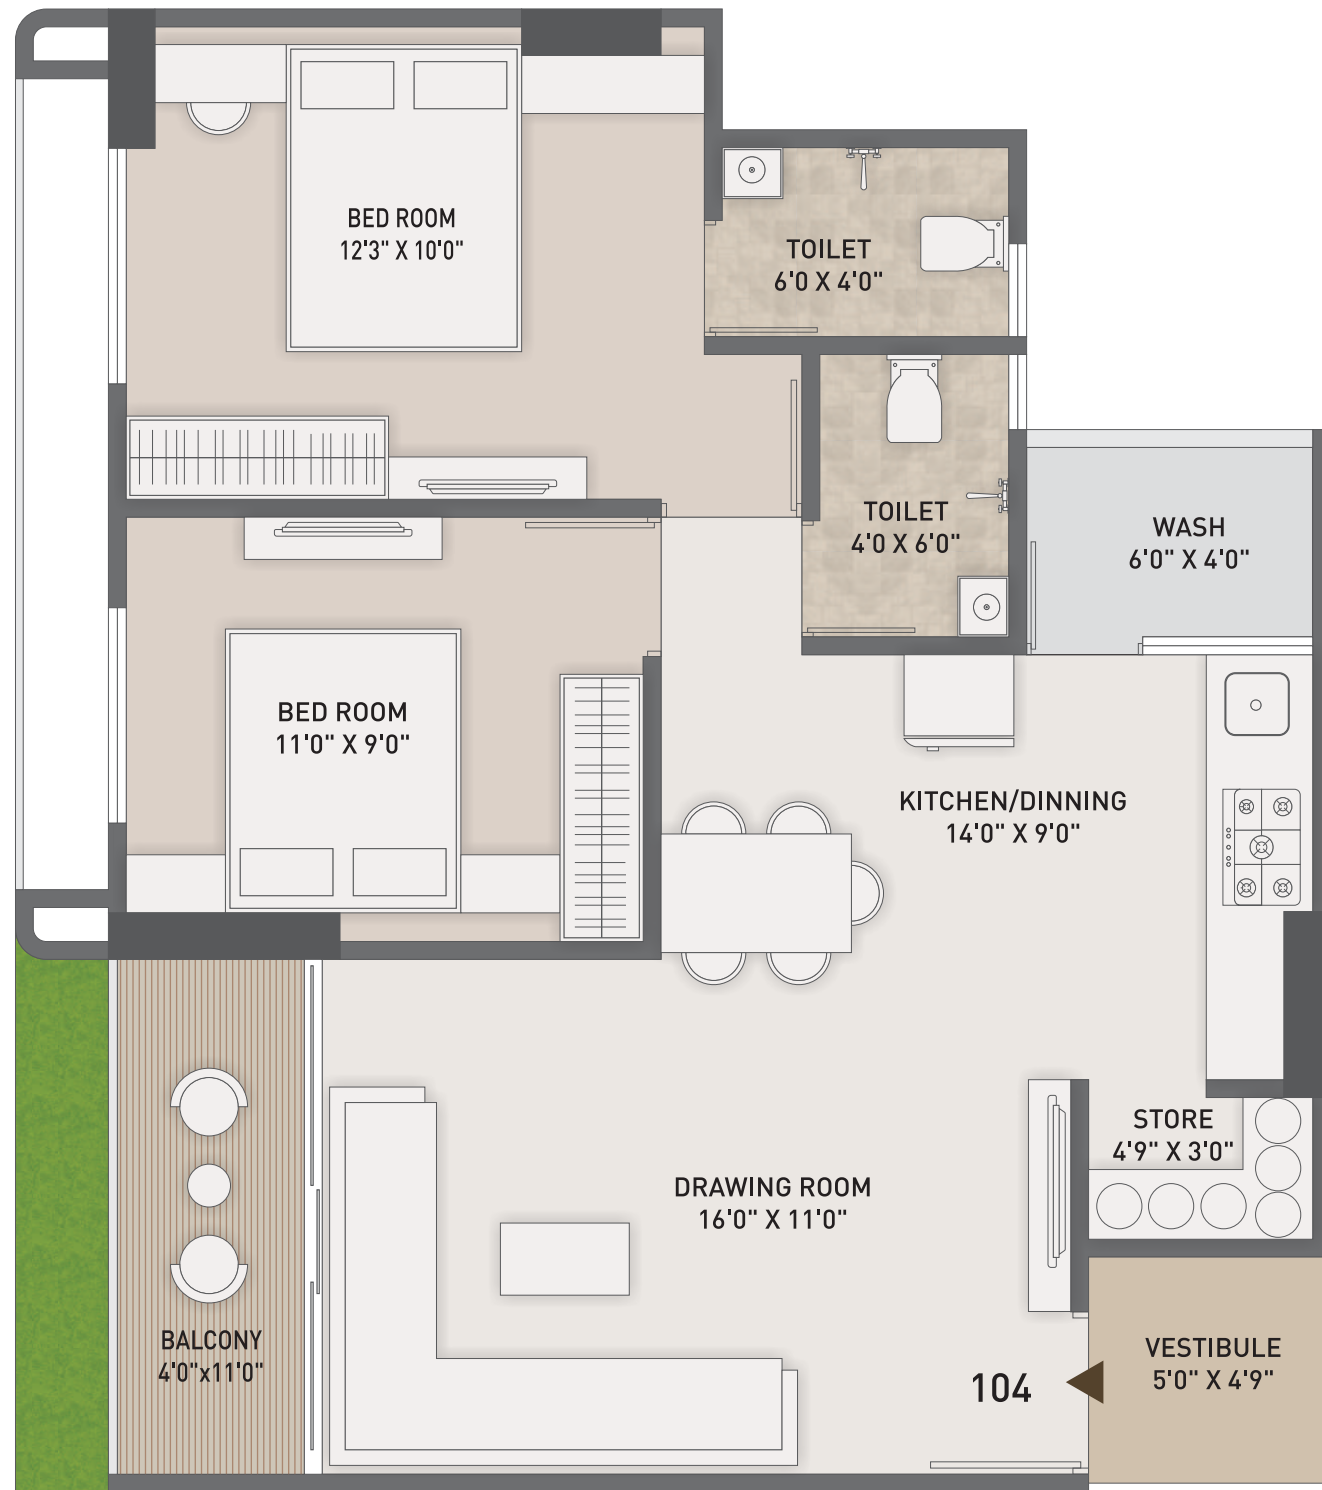 BED ROOM
12'3" X 10'0"
TOILET
6'0 X 4'0"
TOILET
4'0 X 6'0"
WASH
6'0" X 4'0"
BED ROOM
11'0" X 9'0"
KITCHEN/DINNING
14'0" X 9'0"
STORE
4'9" X 3'0"
DRAWING ROOM
16'0" X 11'0"
BALCONY
4'0"x11'0"
VESTIBULE
5'0" X 4'9"
104